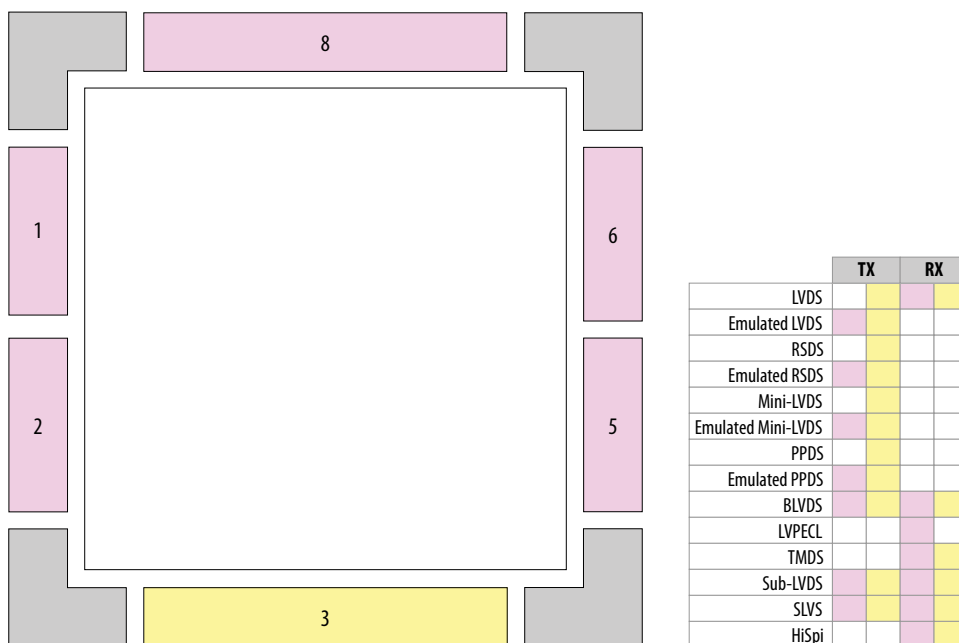 8
1
6
2
5
3
TX RX
LVDS
Emulated LVDS
RSDS
Emulated RSDS
Mini-LVDS
Emulated Mini-LVDS
PPDS
Emulated PPDS
BLVDS
LVPECL
TMDS
Sub-LVDS
SLVS
HiSpi